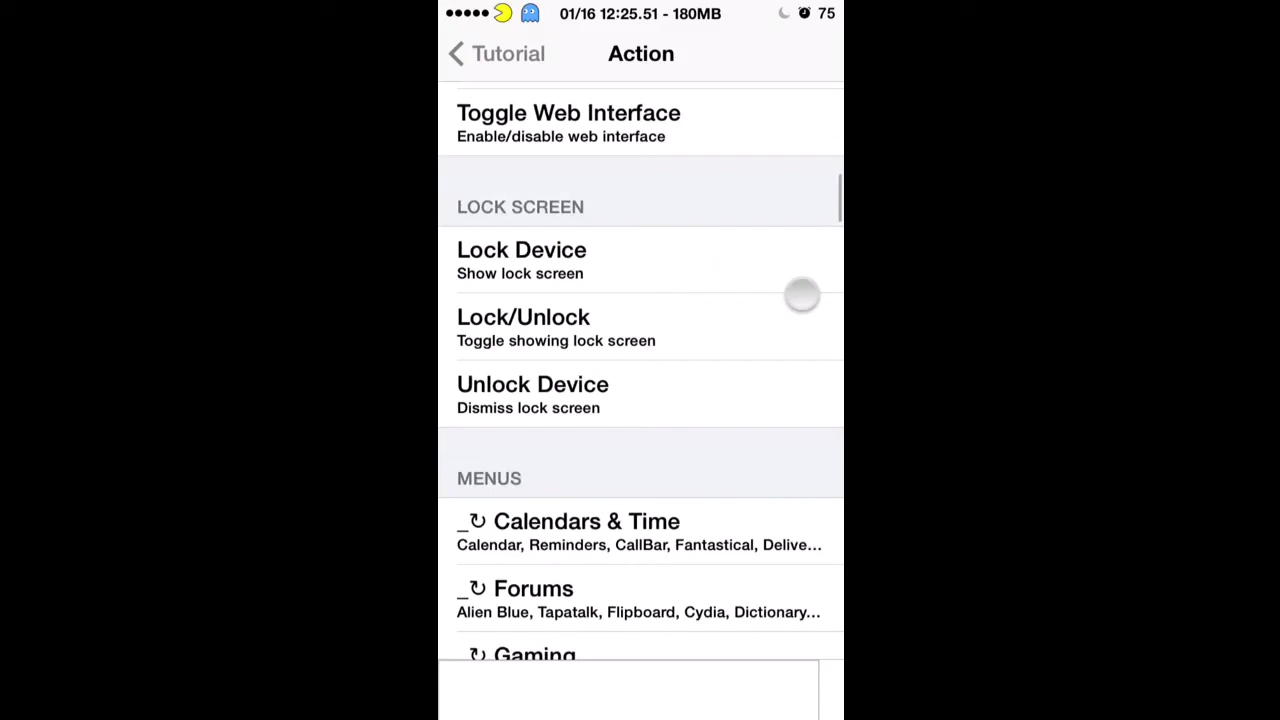 01/16 12:25.51 - 180MB 75
Tutorial Action
Toggle Web Interface
Enable/disable web interface
LOCK SCREEN
Lock Device
Show lock screen
Lock/Unlock
Toggle showing lock screen
Unlock Device
Dismiss lock screen
MENUS
_↻ Calendars & Time
Calendar, Reminders, CallBar, Fantastical, Delive...
_↻ Forums
Alien Blue, Tapatalk, Flipboard, Cydia, Dictionary...
_↻ Gaming